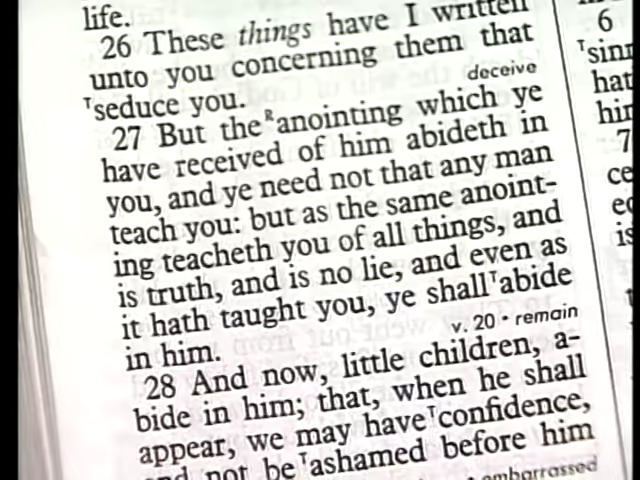 life.
26 These things have I written
unto you concerning them that
deceive
ᵀseduce you.
27 But the ᴿanointing which ye
have received of him abideth in
you, and ye need not that any man
teach you: but as the same anoint-
ing teacheth you of all things, and
is truth, and is no lie, and even as
it hath taught you, ye shall ᵀabide
v. 20 · remain
in him.
28 And now, little children, a-
bide in him; that, when he shall
appear, we may have ᵀconfidence,
and not be ᵀashamed before him
embarrassed
6
ᵀsin
hat
hin
7
ce
is